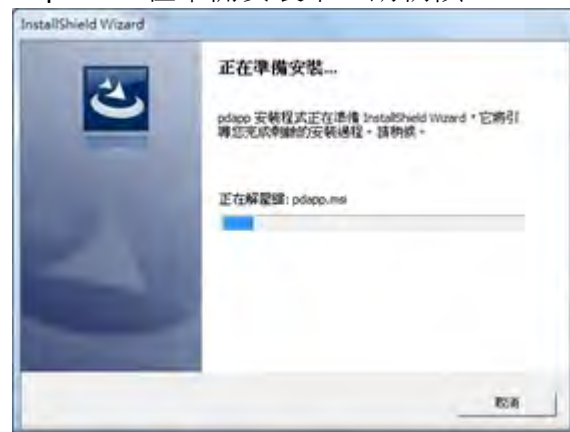 InstallShield Wizard
正在準備安裝...
pdapp 安裝程式正在準備 InstallShield Wizard，它將引
導您完成剩餘的安裝過程。請稍候。
正在解壓縮: pdapp.msi
取消